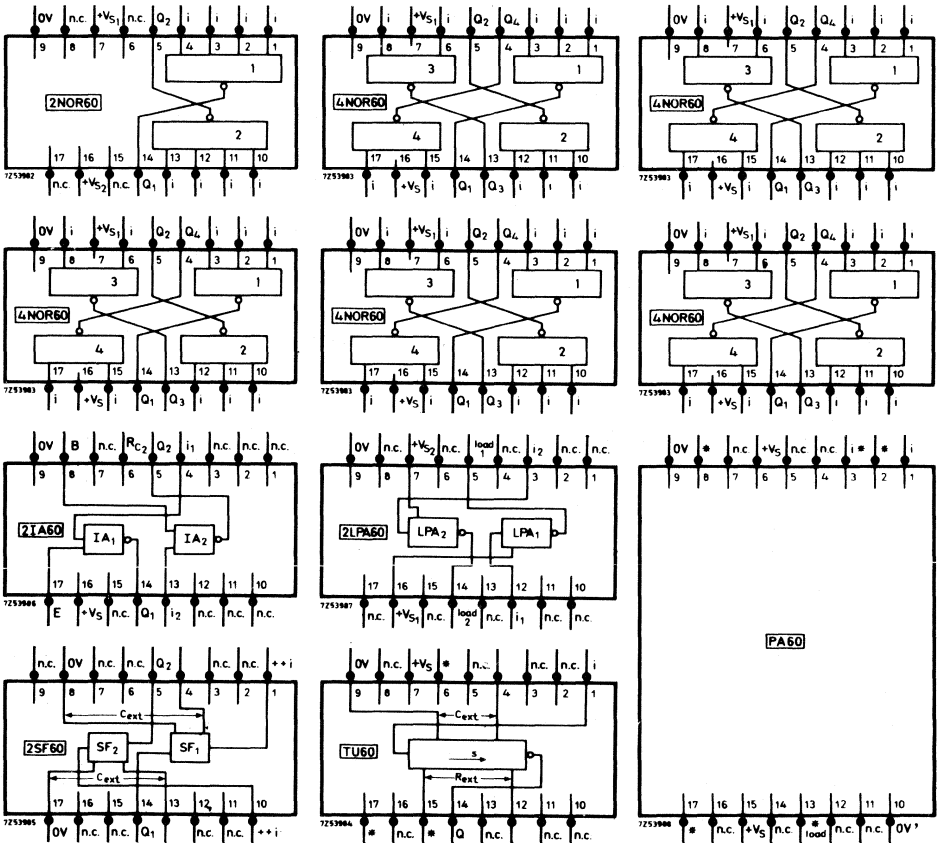 0V n.c. +VS1 n.c. Q2 i i i i
9 8 7 6 5 4 3 2 1
1
2NOR60
2
17 16 15 14 13 12 11 10
7Z53982
n.c. +VS2 n.c. Q1 i i i i
0V i +VS1 i Q2 Q4 i i i
9 8 7 6 5 4 3 2 1
3 1
4NOR60
4 2
17 16 15 14 13 12 11 10
7Z53983
i +VS i Q1 Q3 i i i
0V i +VS1 i Q2 Q4 i i i
9 8 7 6 5 4 3 2 1
3 1
4NOR60
4 2
17 16 15 14 13 12 11 10
7Z53983
i +VS i Q1 Q3 i i i
0V i +VS1 i Q2 Q4 i i i
9 8 7 6 5 4 3 2 1
3 1
4NOR60
4 2
17 16 15 14 13 12 11 10
7Z53983
i +VS i Q1 Q3 i i i
0V i +VS1 i Q2 Q4 i i i
9 8 7 6 5 4 3 2 1
3 1
4NOR60
4 2
17 16 15 14 13 12 11 10
7Z53983
i +VS i Q1 Q3 i i i
0V i +VS1 i Q2 Q4 i i i
9 8 7 6 5 4 3 2 1
3 1
4NOR60
4 2
17 16 15 14 13 12 11 10
7Z53983
i +VS i Q1 Q3 i i i
0V B n.c. RC2 Q2 i1 n.c. n.c. n.c.
9 8 7 6 5 4 3 2 1
2IA60
IA1 IA2
17 16 15 14 13 12 11 10
7Z53986
E +VS n.c. Q1 i2 n.c. n.c. n.c.
0V n.c. +VS2 n.c. load 1 n.c. i2 n.c. n.c.
9 8 7 6 5 4 3 2 1
2LPA60
LPA2 LPA1
17 16 15 14 13 12 11 10
7Z53987
n.c. +VS1 n.c. load 2 n.c. i1 n.c. n.c.
0V * n.c. +VS n.c. n.c. i * * i
9 8 7 6 5 4 3 2 1
PA60
17 16 15 14 13 12 11 10
7Z53988
* n.c. +VS n.c. * load n.c. n.c. 0V'
n.c. 0V n.c. n.c. Q2 n.c. n.c. ++i
9 8 7 6 5 4 3 2 1
Cext
2SF60
SF2 SF1
Cext
17 16 15 14 13 12 11 10
7Z53985
0V n.c. n.c. Q1 n.c. n.c. ++i
0V n.c. +VS * n.c. n.c. n.c. i
9 8 7 6 5 4 3 2 1
Cext
TU60
s
Rext
17 16 15 14 13 12 11 10
7Z53984
* n.c. * Q n.c. n.c. n.c.